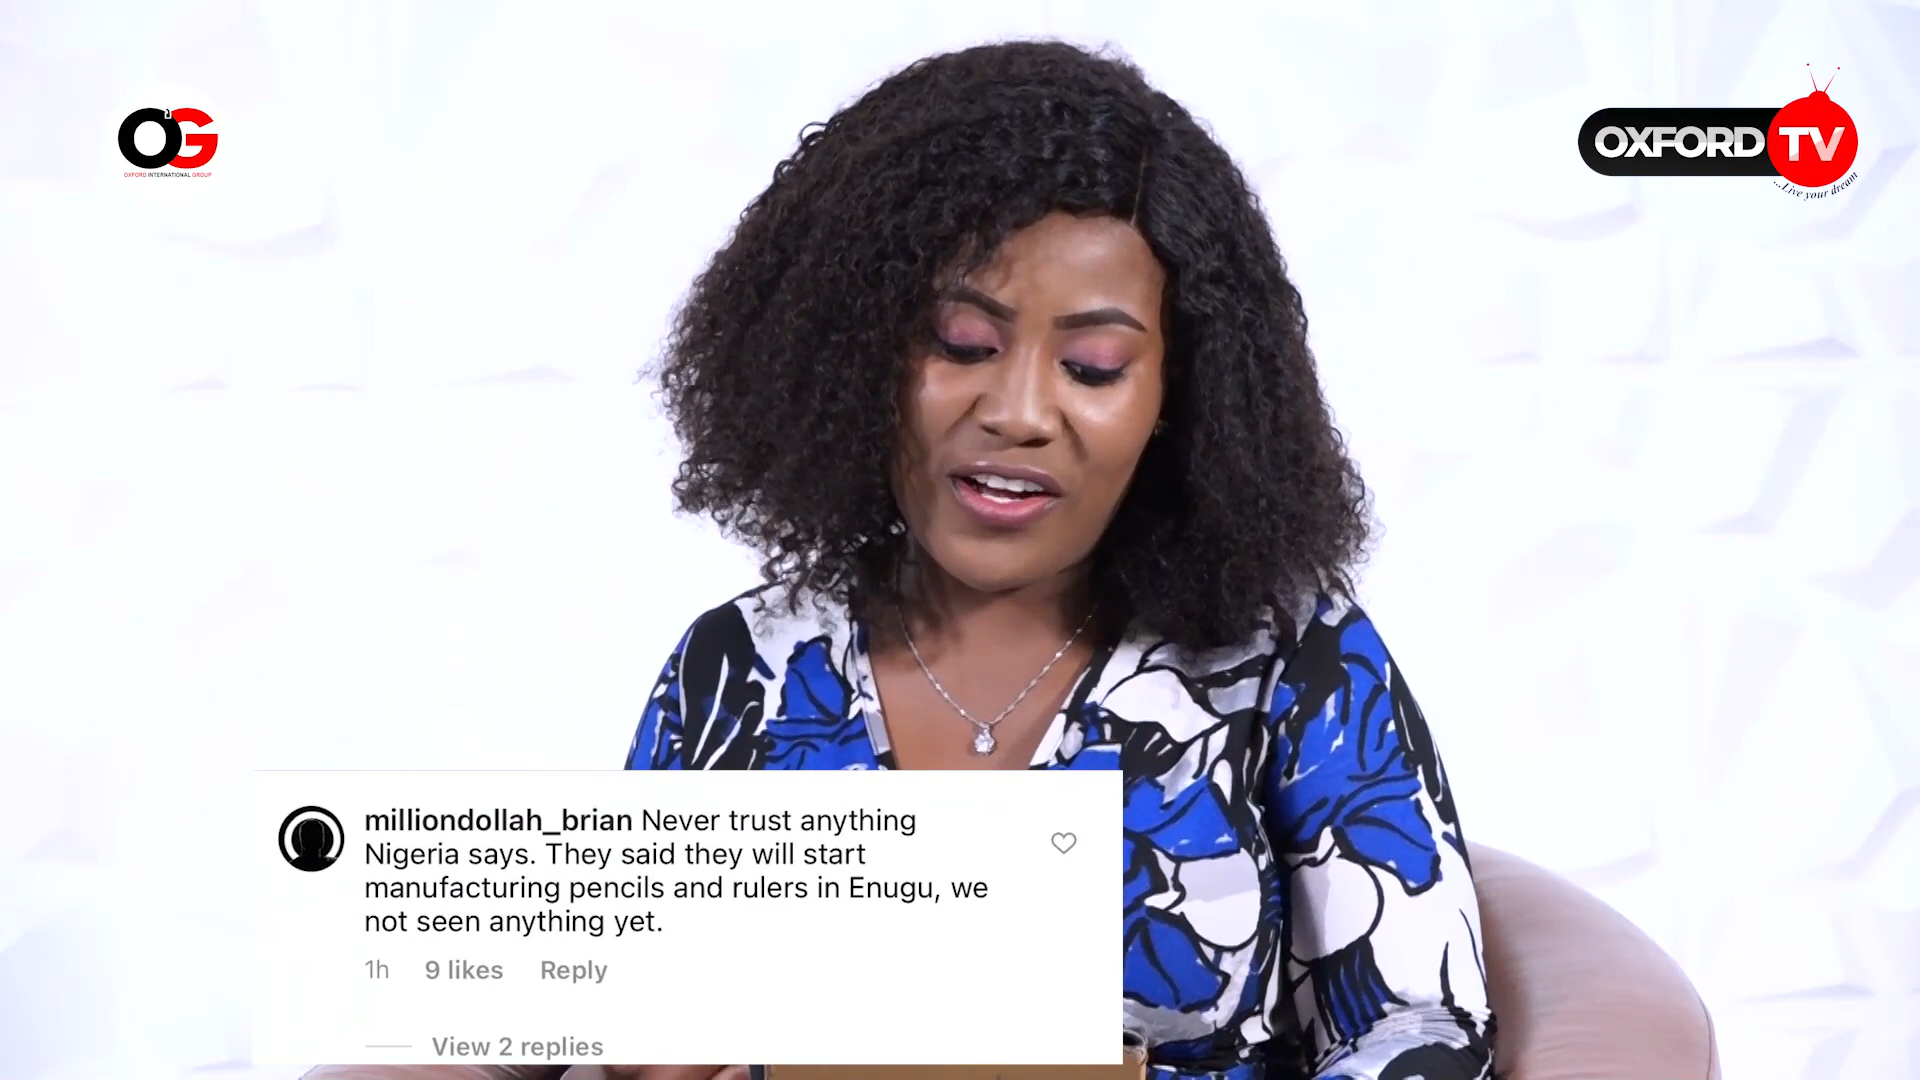 O'G
OXFORD INTERNATIONAL GROUP
OXFORD TV
...Live your dream
milliondollah_brian Never trust anything
Nigeria says. They said they will start
manufacturing pencils and rulers in Enugu, we
not seen anything yet.
1h 9 likes Reply
View 2 replies